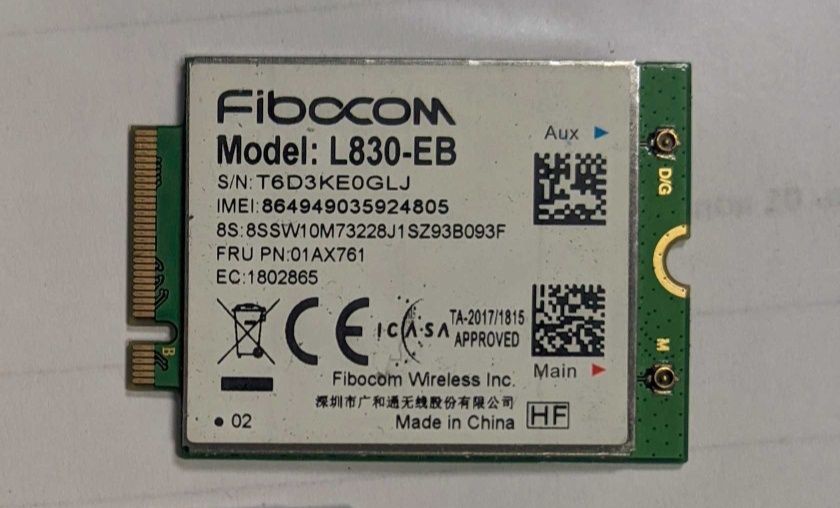 Fibocom
Model: L830-EB
S/N: T6D3KE0GLJ
IMEI: 864949035924805
8S: 8SSW10M73228J1SZ93B093F
FRU PN: 01AX761
EC: 1802865
CE
ICASA
TA-2017/1815
APPROVED
Fibocom Wireless Inc.
深圳市广和通无线股份有限公司
Made in China
HF
02
Aux
Main
D/G
M
B